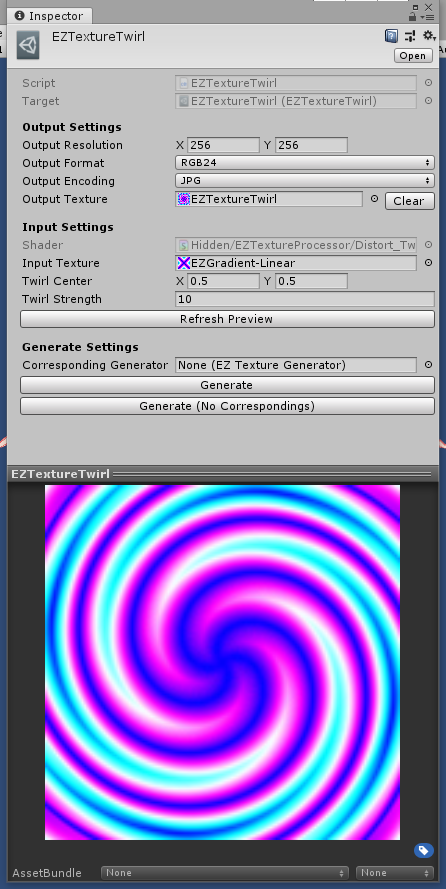 Inspector
EZTextureTwirl
Open
Script EZTextureTwirl
Target EZTextureTwirl (EZTextureTwirl)
Output Settings
Output Resolution X 256 Y 256
Output Format RGB24
Output Encoding JPG
Output Texture EZTextureTwirl Clear
Input Settings
Shader Hidden/EZTextureProcessor/Distort_Tw
Input Texture EZGradient-Linear
Twirl Center X 0.5 Y 0.5
Twirl Strength 10
Refresh Preview
Generate Settings
Corresponding Generator None (EZ Texture Generator)
Generate
Generate (No Correspondings)
EZTextureTwirl
AssetBundle None None